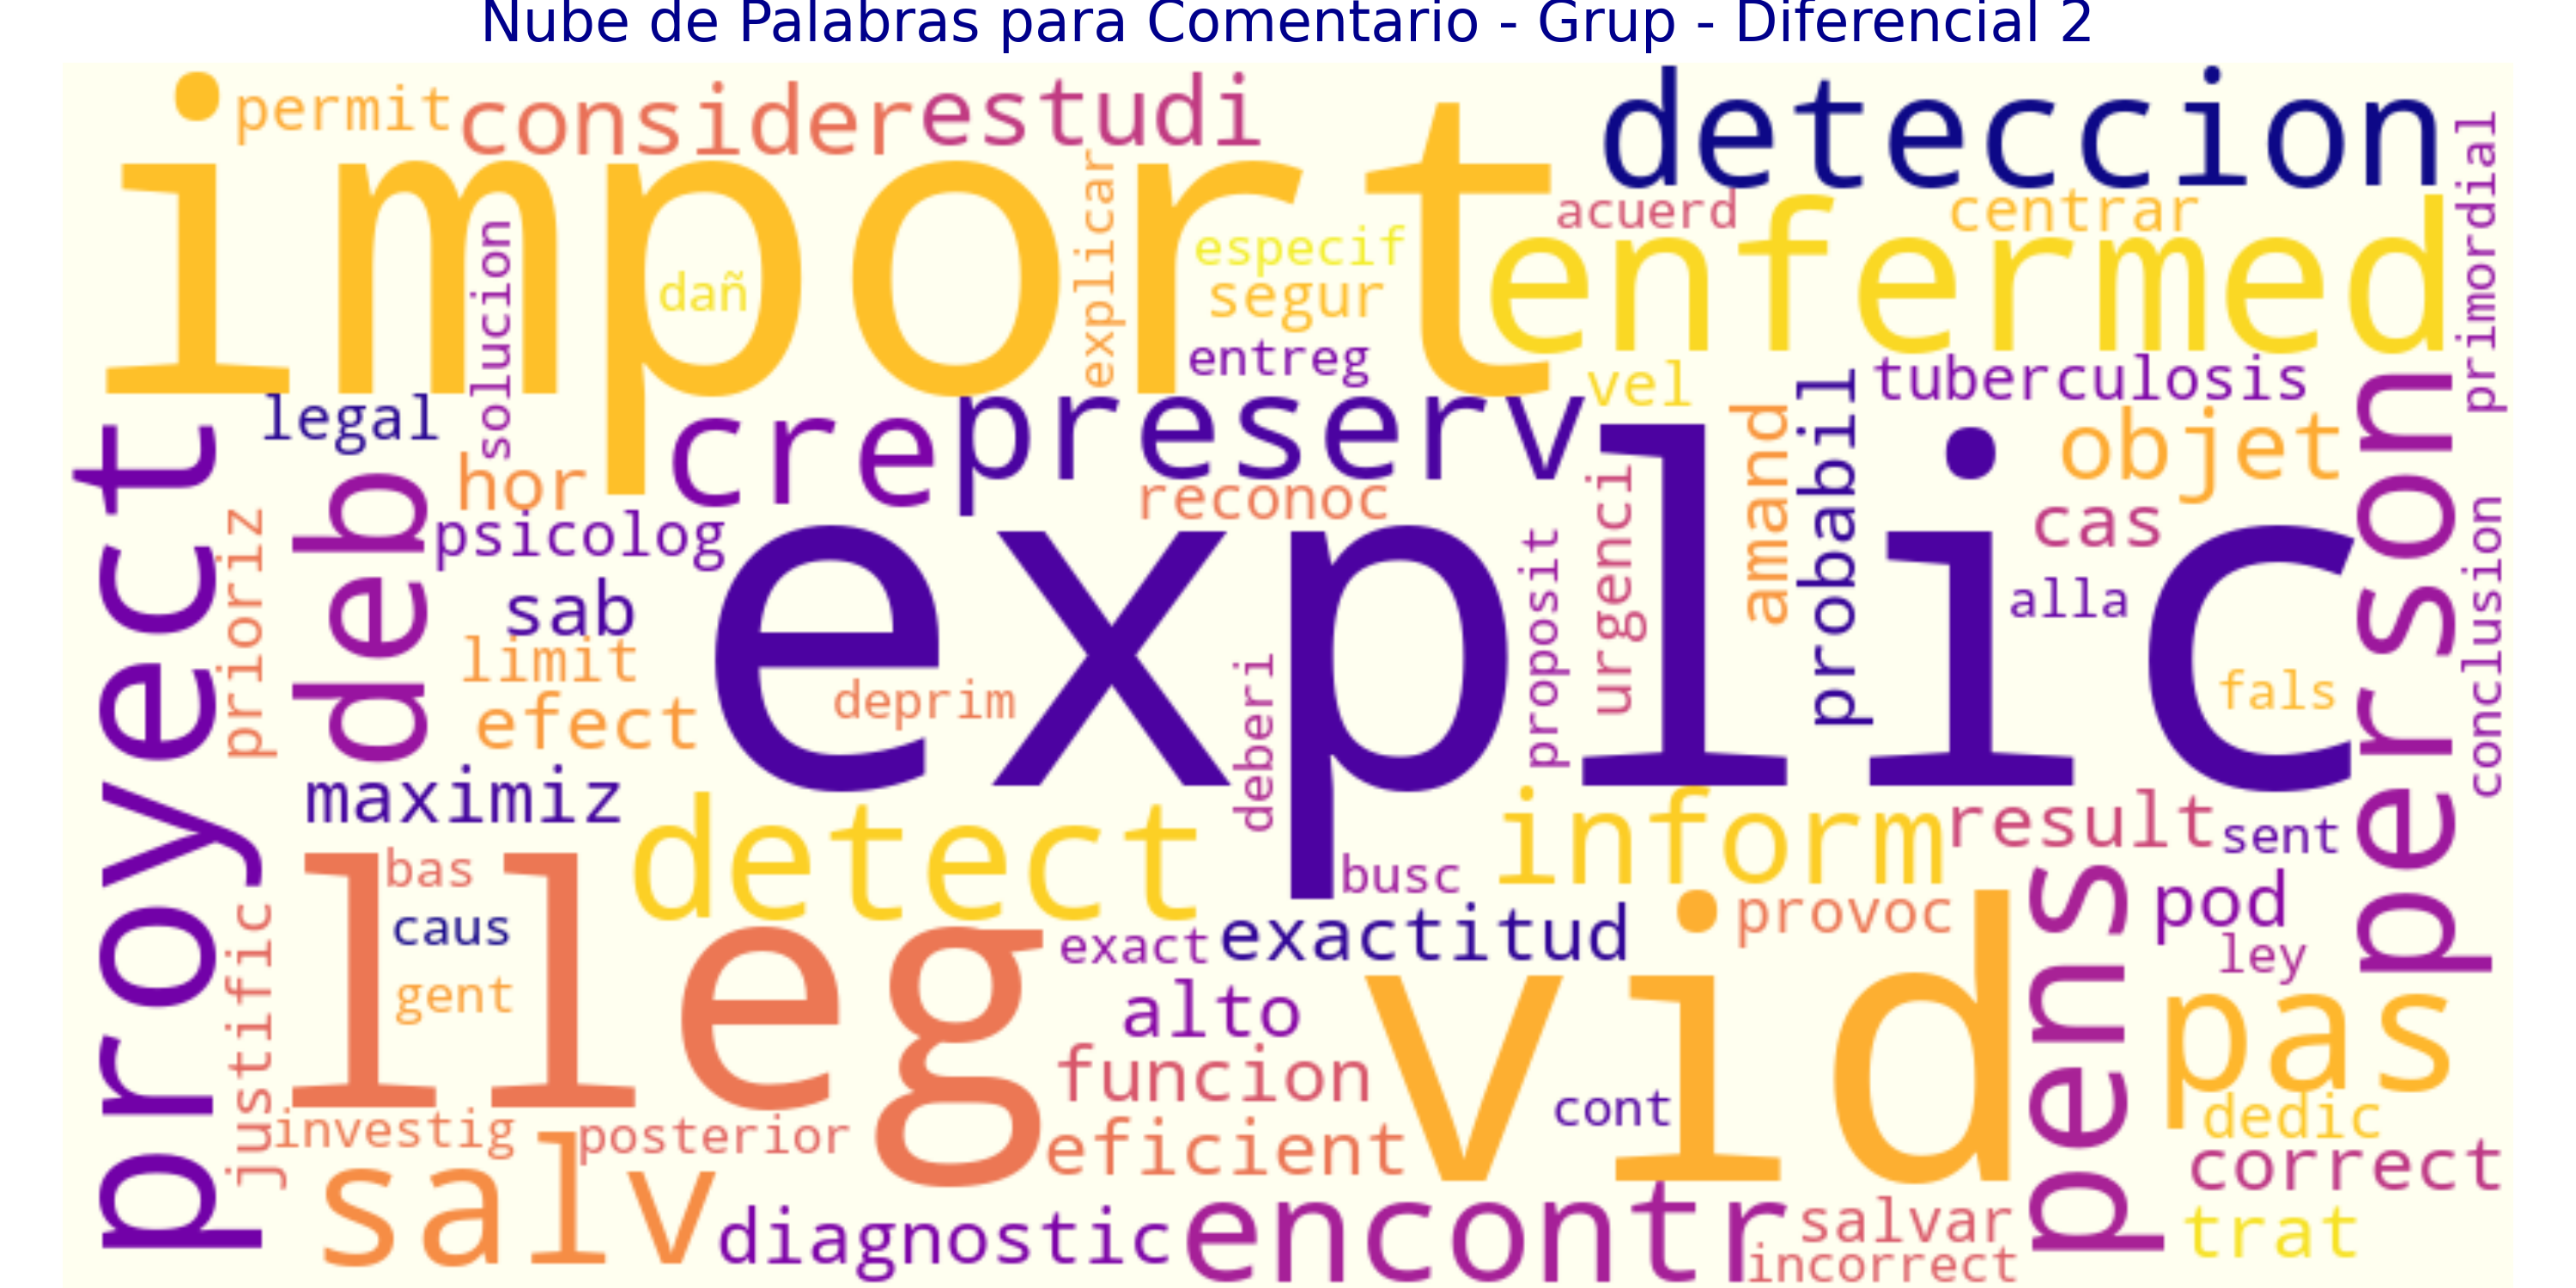 Nube de Palabras para Comentario - Grup - Diferencial 2
permit
consider
estudi
deteccion
import
primordial
explicar
acuerd
centrar
enfermed
especif
dañ
segur
solucion
entreg
vel
tuberculosis
legal
cre
preserv
amand
probabil
objet
person
proyect
deb
hor
reconoc
urgenci
cas
psicolog
prioriz
explic
proposit
conclusion
sab
alla
limit
deprim
fals
efect
deberi
maximiz
detect
inform
result
sent
bas
busc
lleg
caus
exact
exactitud
provoc
pens
pod
ley
gent
alto
vid
pas
justific
funcion
cont
dedic
investig
posterior
eficient
correct
salv
diagnostic
encontr
salvar
trat
incorrect